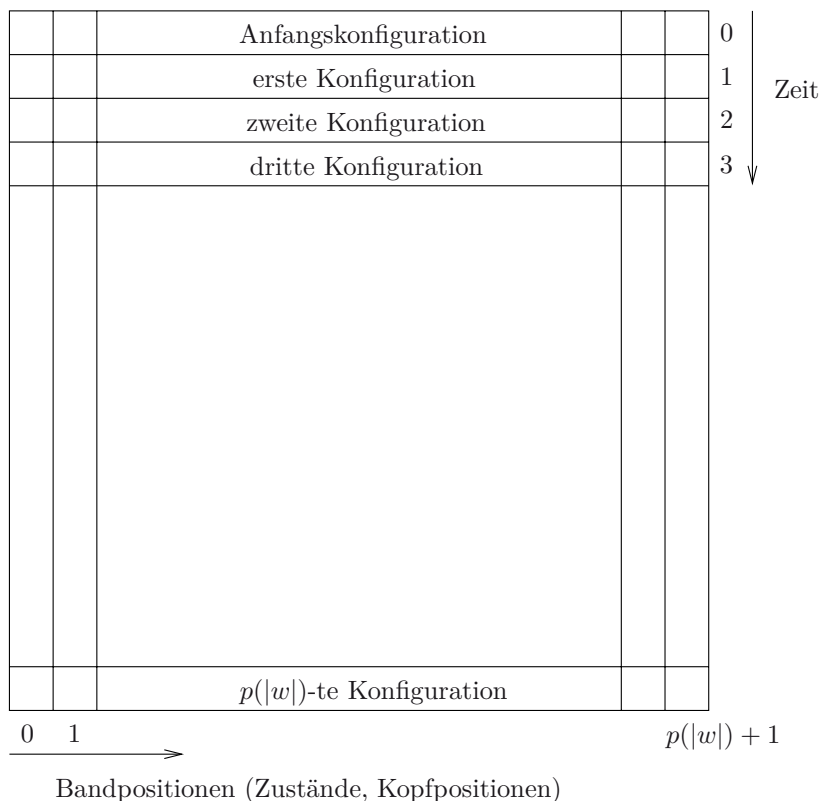 Anfangskonfiguration 0
erste Konfiguration 1
Zeit
zweite Konfiguration 2
dritte Konfiguration 3
p(|w|)-te Konfiguration
0 1 p(|w|) + 1
Bandpositionen (Zustände, Kopfpositionen)